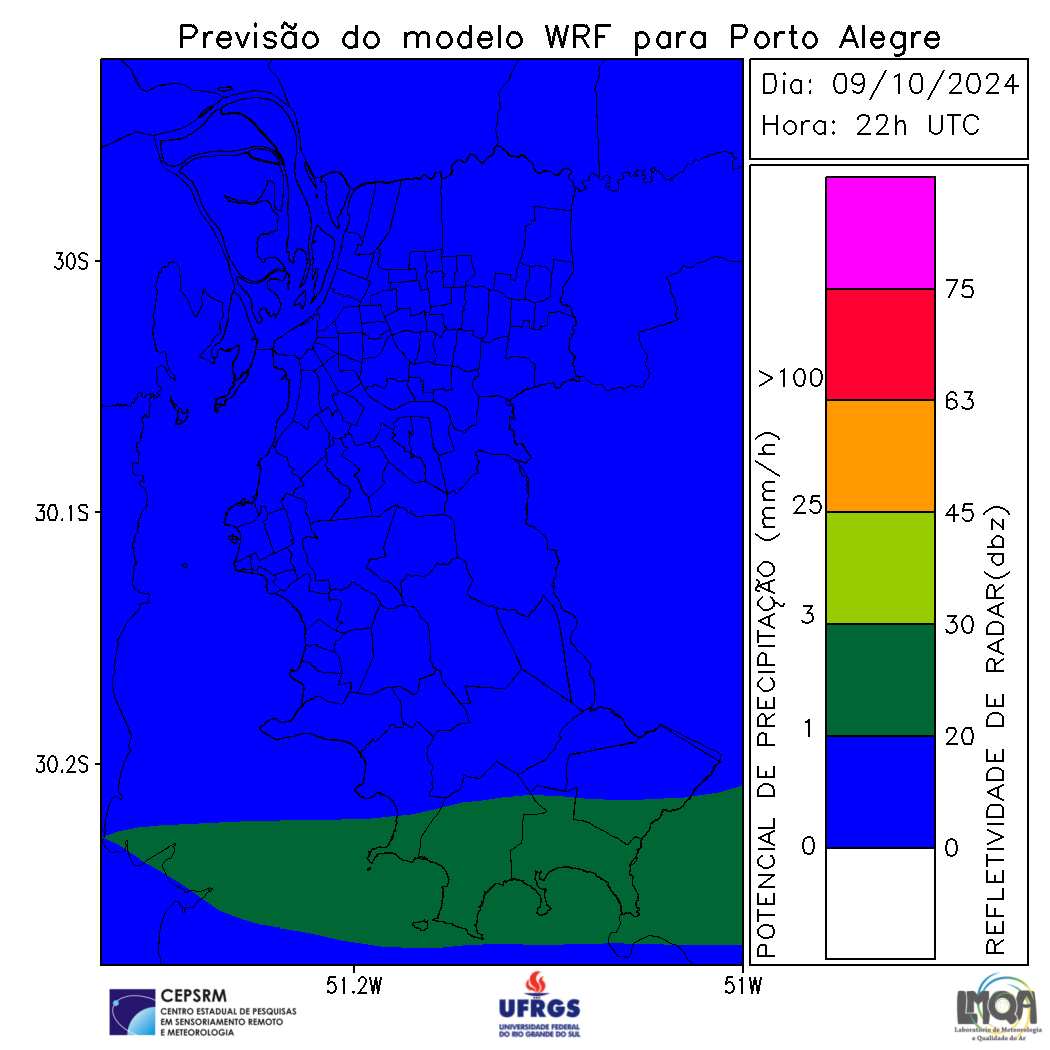 Previsão do modelo WRF para Porto Alegre
Dia: 09/10/2024
Hora: 22h UTC
30S
30.1S
30.2S
51.2W
51W
POTENCIAL DE PRECIPITAÇÃO (mm/h)
>100
25
3
1
0
75
63
45
30
20
0
REFLETIVIDADE DE RADAR(dbz)
CEPSRM
CENTRO ESTADUAL DE PESQUISAS
EM SENSORIAMENTO REMOTO
E METEOROLOGIA
UFRGS
UNIVERSIDADE FEDERAL
DO RIO GRANDE DO SUL
LMQA
Laboratório de Meteorologia
e Qualidade do Ar